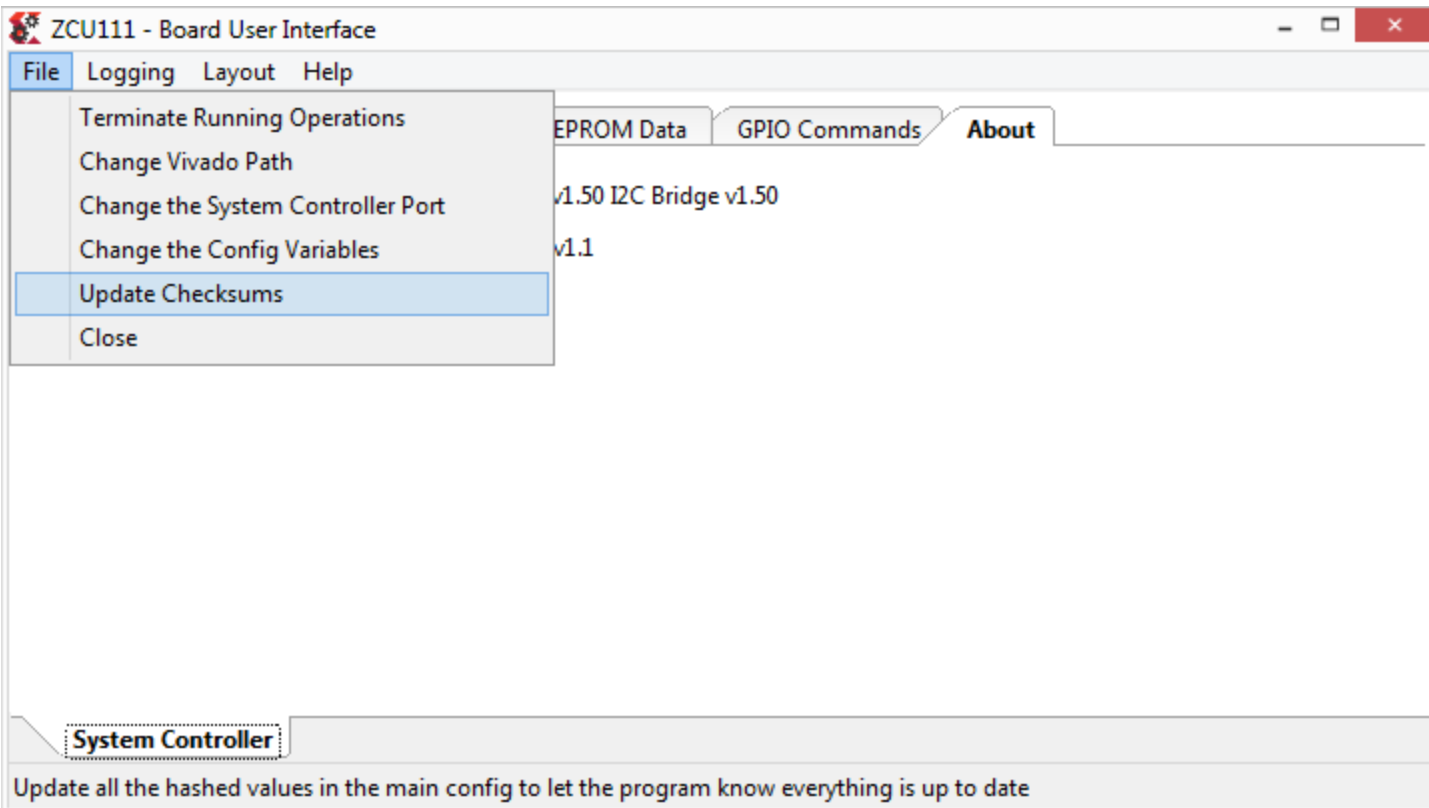 ZCU111 - Board User Interface
File Logging Layout Help
Terminate Running Operations
Change Vivado Path
Change the System Controller Port
Change the Config Variables
Update Checksums
Close
EPROM Data GPIO Commands About
v1.50 I2C Bridge v1.50
v1.1
System Controller
Update all the hashed values in the main config to let the program know everything is up to date